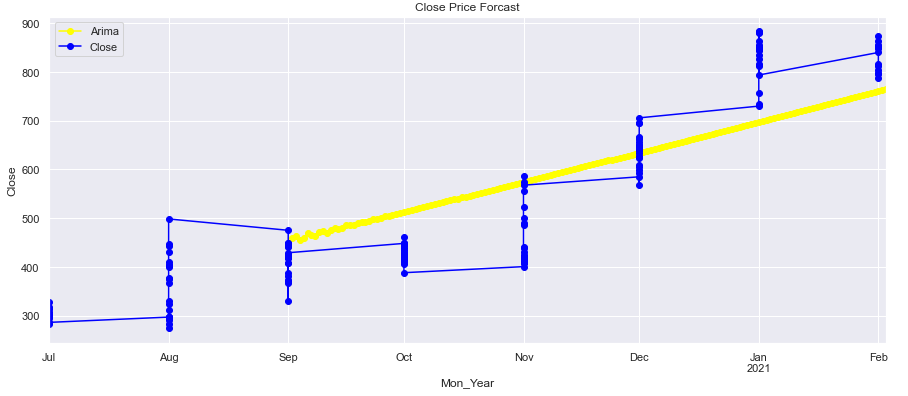 Close Price Forcast
Arima
Close
900
800
700
600
500
400
300
Close
Jul Aug Sep Oct Nov Dec Jan Feb
2021
Mon_Year